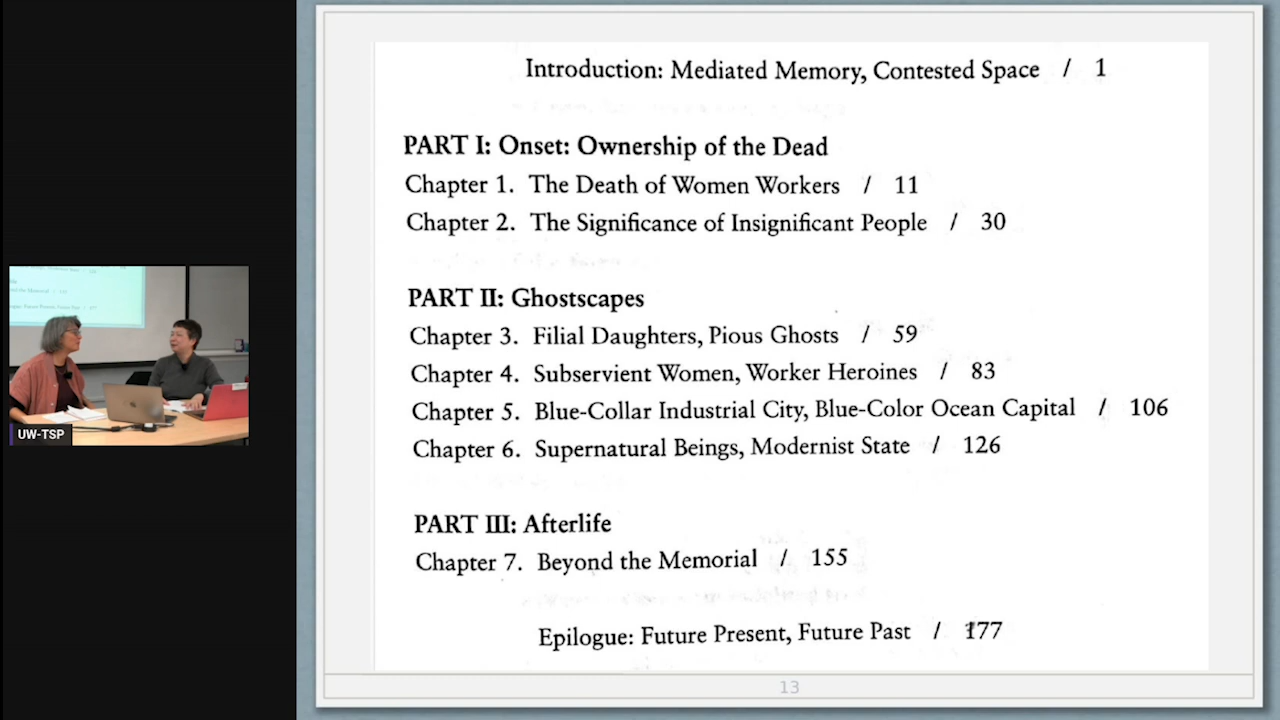 Introduction: Mediated Memory, Contested Space / 1
PART I: Onset: Ownership of the Dead
Chapter 1. The Death of Women Workers / 11
Chapter 2. The Significance of Insignificant People / 30
PART II: Ghostscapes
Chapter 3. Filial Daughters, Pious Ghosts / 59
Chapter 4. Subservient Women, Worker Heroines / 83
Chapter 5. Blue-Collar Industrial City, Blue-Color Ocean Capital / 106
Chapter 6. Supernatural Beings, Modernist State / 126
PART III: Afterlife
Chapter 7. Beyond the Memorial / 155
Epilogue: Future Present, Future Past / 177
13
UW-TSP